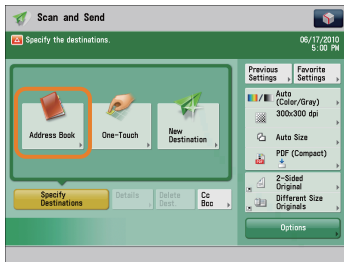 Scan and Send
Specify the destinations.
06/17/2010
5:00 PM
Previous
Settings
Favorite
Settings
Address Book
One-Touch
New
Destination
Auto
(Color/Gray)
300x300 dpi
Auto Size
PDF (Compact)
2-Sided
Original
Different Size
Originals
Specify
Destinations
Details
Delete
Dest.
Cc
Bcc
Options